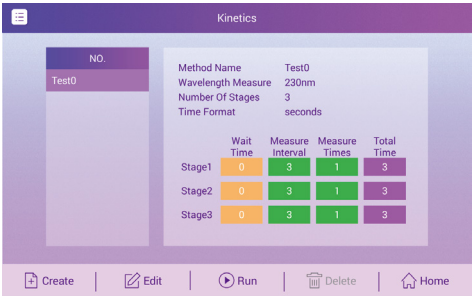 Kinetics
NO.
Test0
Method Name Test0
Wavelength Measure 230nm
Number Of Stages 3
Time Format seconds
Wait Time Measure Interval Measure Times Total Time
Stage1 0 3 1 3
Stage2 0 3 1 3
Stage3 0 3 1 3
Create Edit Run Delete Home